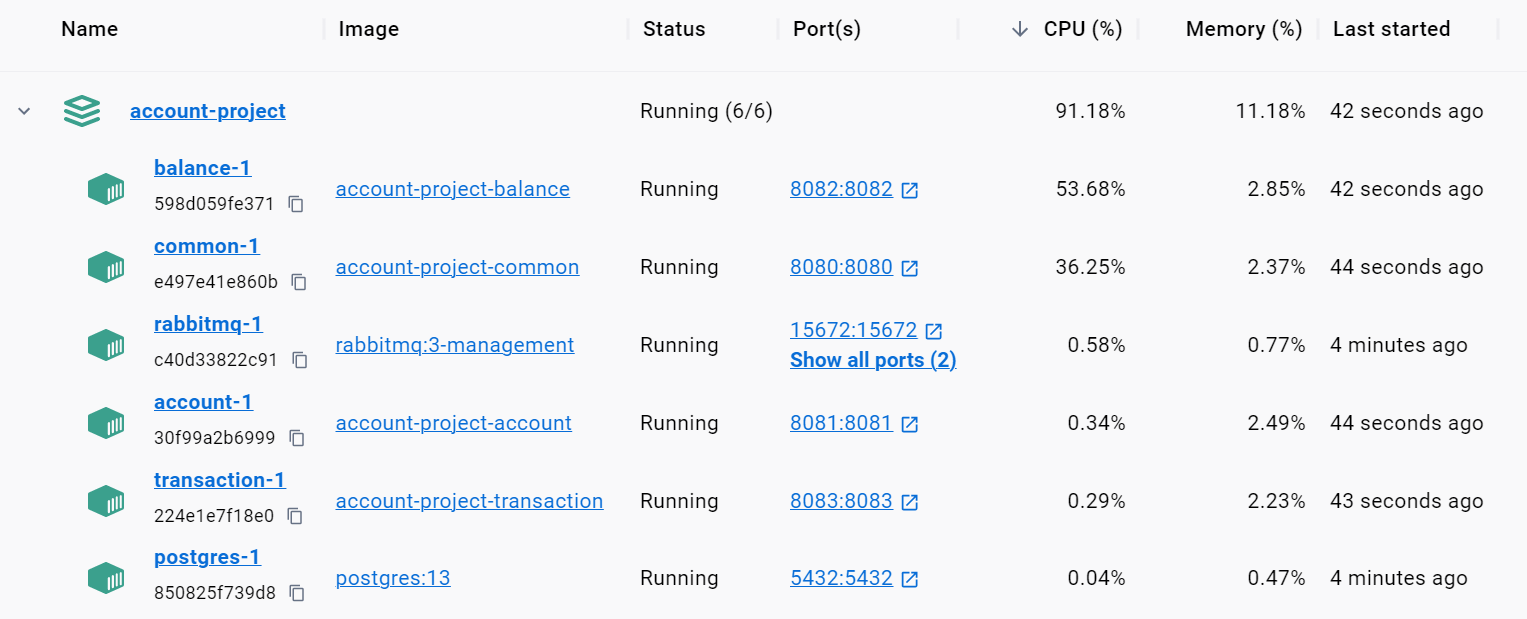 Name Image Status Port(s) CPU (%) Memory (%) Last started
account-project Running (6/6) 91.18% 11.18% 42 seconds ago
balance-1
598d059fe371 account-project-balance Running 8082:8082 53.68% 2.85% 42 seconds ago
common-1
e497e41e860b account-project-common Running 8080:8080 36.25% 2.37% 44 seconds ago
rabbitmq-1 15672:15672
c40d33822c91 rabbitmq:3-management Running Show all ports (2) 0.58% 0.77% 4 minutes ago
account-1
30f99a2b6999 account-project-account Running 8081:8081 0.34% 2.49% 44 seconds ago
transaction-1
224e1e7f18e0 account-project-transaction Running 8083:8083 0.29% 2.23% 43 seconds ago
postgres-1
850825f739d8 postgres:13 Running 5432:5432 0.04% 0.47% 4 minutes ago